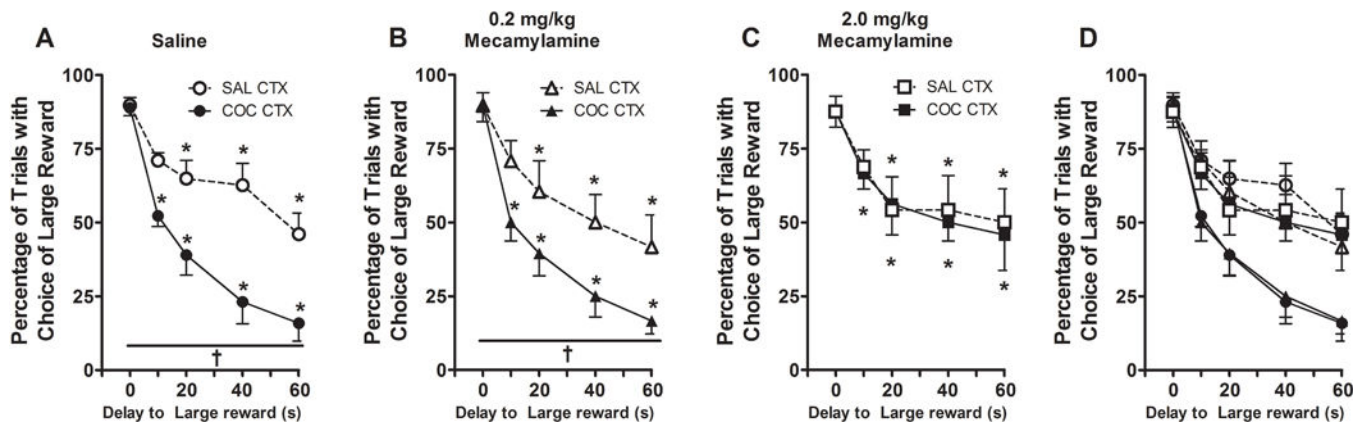 A
Saline
Percentage of Trials with
Choice of Large Reward
100
75
50
25
0
SAL CTX
COC CTX
* * * * * * *
†
0 20 40 60
Delay to Large reward (s)
B
0.2 mg/kg
Mecamylamine
Percentage of Trials with
Choice of Large Reward
100
75
50
25
0
SAL CTX
COC CTX
* * * * * * *
†
0 20 40 60
Delay to Large reward (s)
C
2.0 mg/kg
Mecamylamine
Percentage of Trials with
Choice of Large Reward
100
75
50
25
0
SAL CTX
COC CTX
* * * * * * *
0 20 40 60
Delay to Large reward (s)
D
Percentage of Trials with
Choice of Large Reward
100
75
50
25
0
0 20 40 60
Delay to Large reward (s)